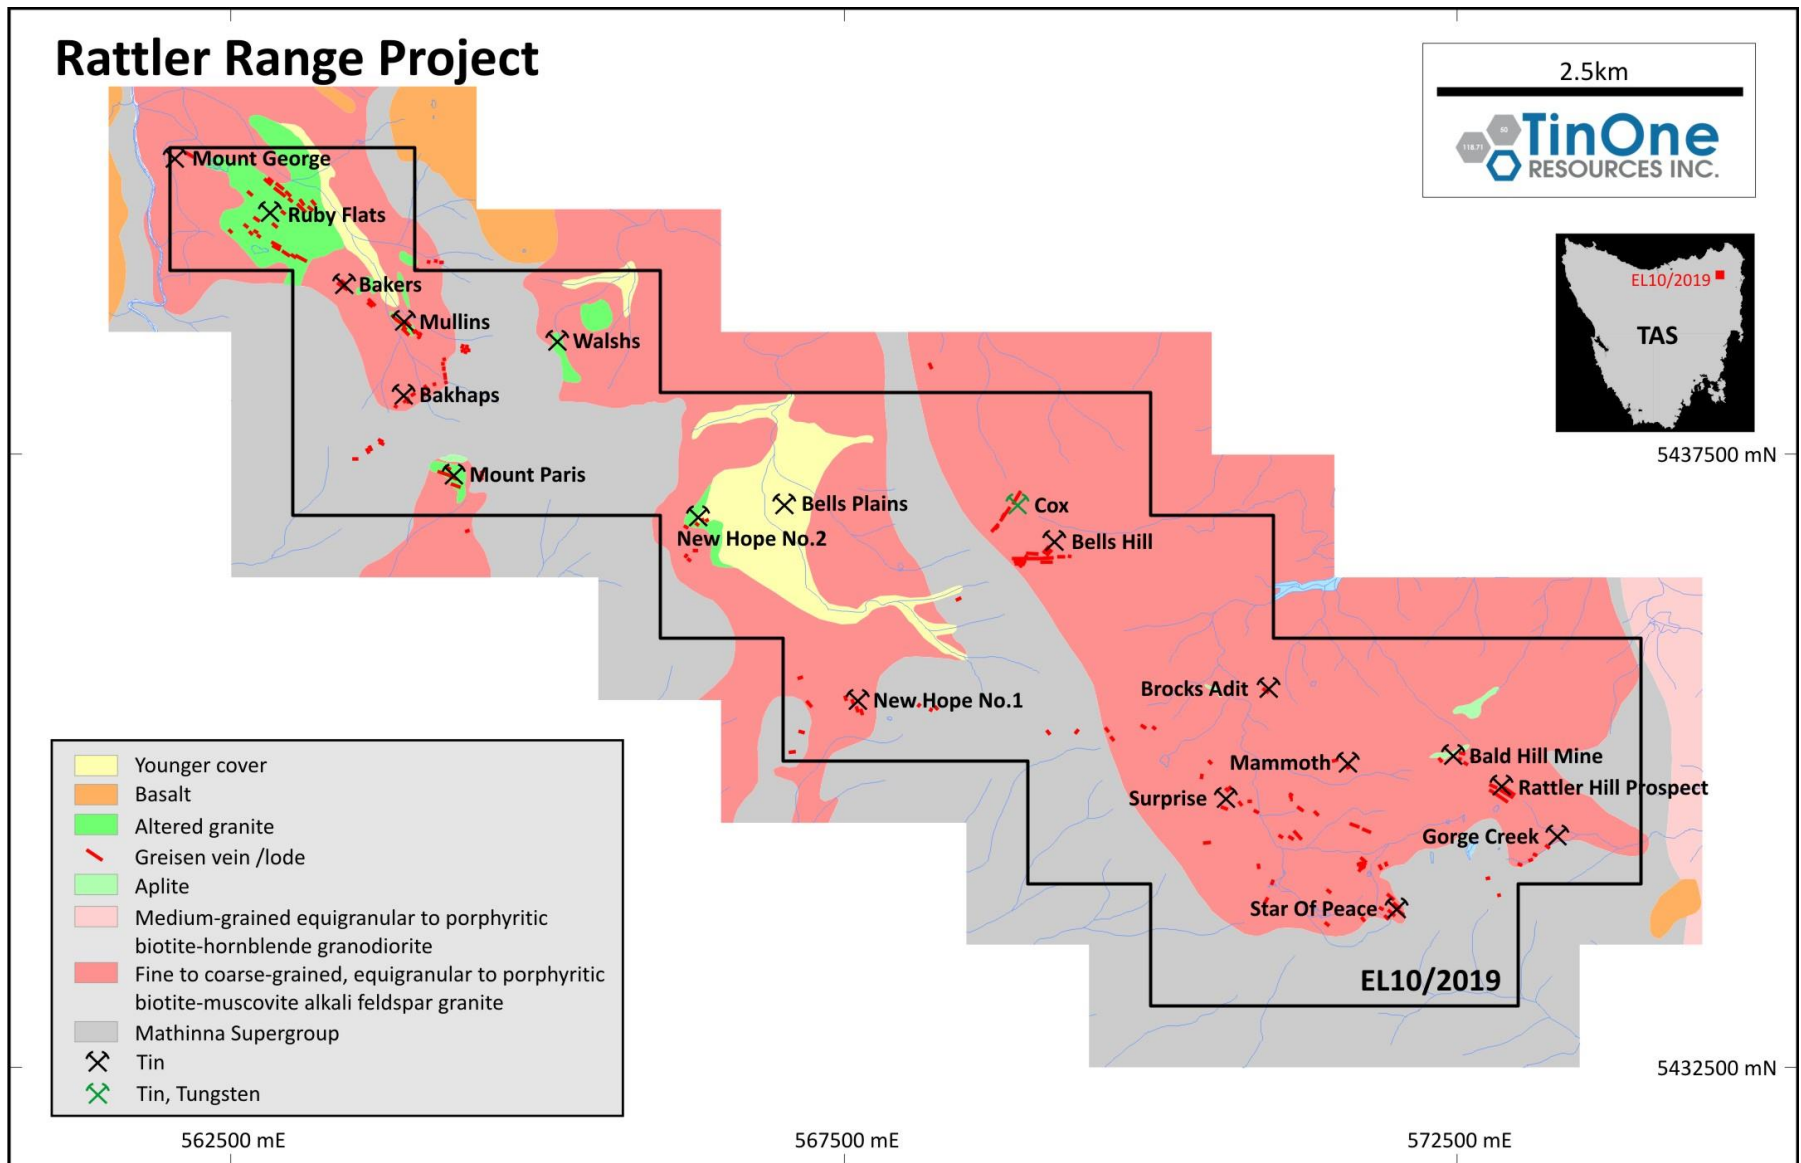 Rattler Range Project
2.5km
50
118.71
TinOne
RESOURCES INC.
EL10/2019
TAS
Mount George
Ruby Flats
Bakers
Mullins
Walshs
Bakhaps
Mount Paris
Bells Plains
New Hope No.2
Cox
Bells Hill
5437500 mN
New Hope No.1
Brocks Adit
Mammoth
Bald Hill Mine
Surprise
Rattler Hill Prospect
Gorge Creek
Star Of Peace
EL10/2019
Younger cover
Basalt
Altered granite
Greisen vein /lode
Aplite
Medium-grained equigranular to porphyritic
biotite-hornblende granodiorite
Fine to coarse-grained, equigranular to porphyritic
biotite-muscovite alkali feldspar granite
Mathinna Supergroup
Tin
Tin, Tungsten
5432500 mN
562500 mE
567500 mE
572500 mE